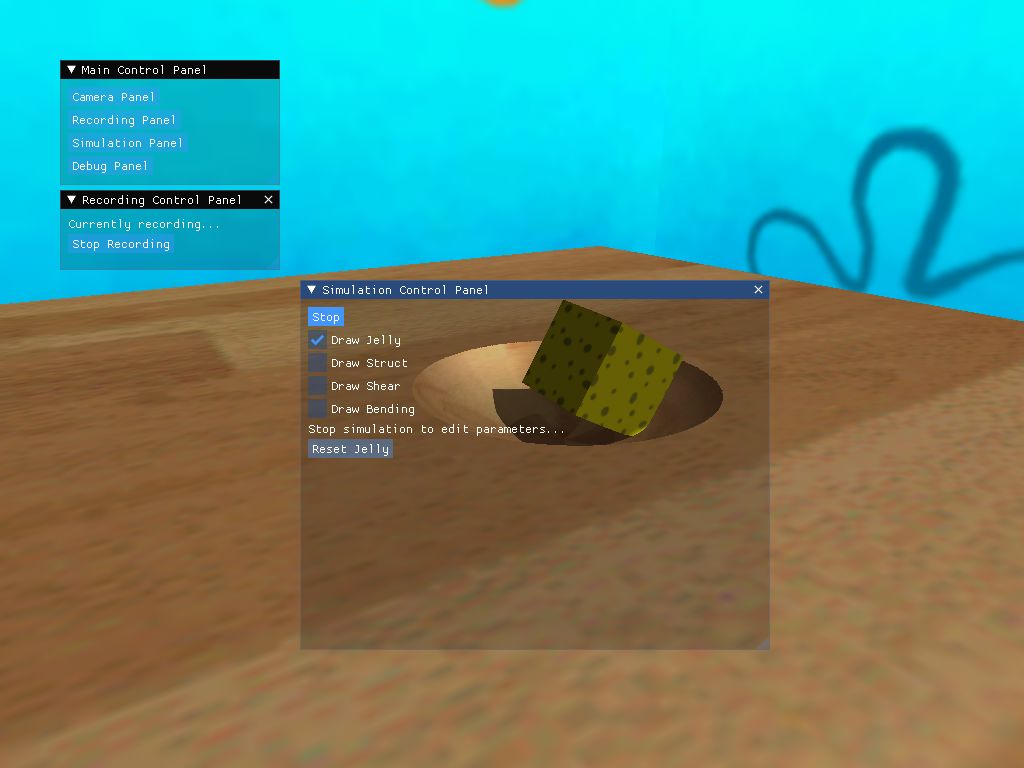 Main Control Panel
Camera Panel
Recording Panel
Simulation Panel
Debug Panel
Recording Control Panel
Currently recording...
Stop Recording
Simulation Control Panel
Stop
Draw Jelly
Draw Struct
Draw Shear
Draw Bending
Stop simulation to edit parameters...
Reset Jelly